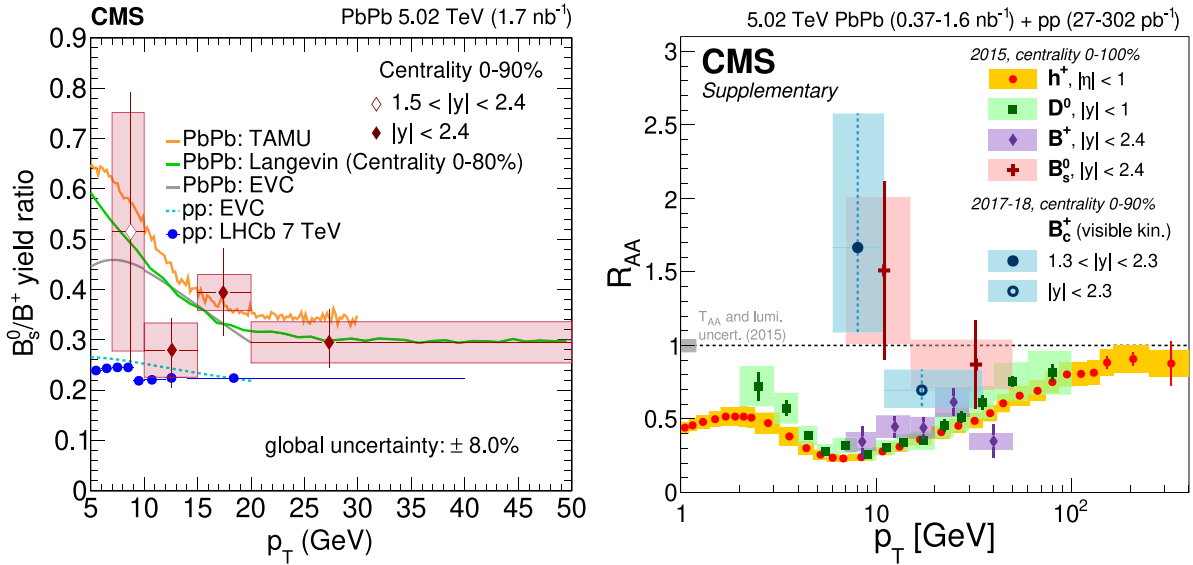 CMS PbPb 5.02 TeV (1.7 nb⁻¹)
0.9
0.8
0.7
0.6
0.5
0.4
0.3
0.2
0.1
0
B⁰ₛ/B⁺ yield ratio
Centrality 0-90%
1.5 < |y| < 2.4
|y| < 2.4
PbPb: TAMU
PbPb: Langevin (Centrality 0-80%)
PbPb: EVC
pp: EVC
pp: LHCb 7 TeV
global uncertainty: ± 8.0%
5 10 15 20 25 30 35 40 45 50
p_T (GeV)
5.02 TeV PbPb (0.37-1.6 nb⁻¹) + pp (27-302 pb⁻¹)
CMS
Supplementary
3
2.5
2
1.5
1
0.5
0
R_AA
2015, centrality 0-100%
h⁺, |η| < 1
D⁰, |y| < 1
B⁺, |y| < 2.4
B⁰ₛ, |y| < 2.4
2017-18, centrality 0-90%
B⁺_c (visible kin.)
1.3 < |y| < 2.3
|y| < 2.3
T_AA and lumi.
uncert. (2015)
1 10 10²
p_T [GeV]